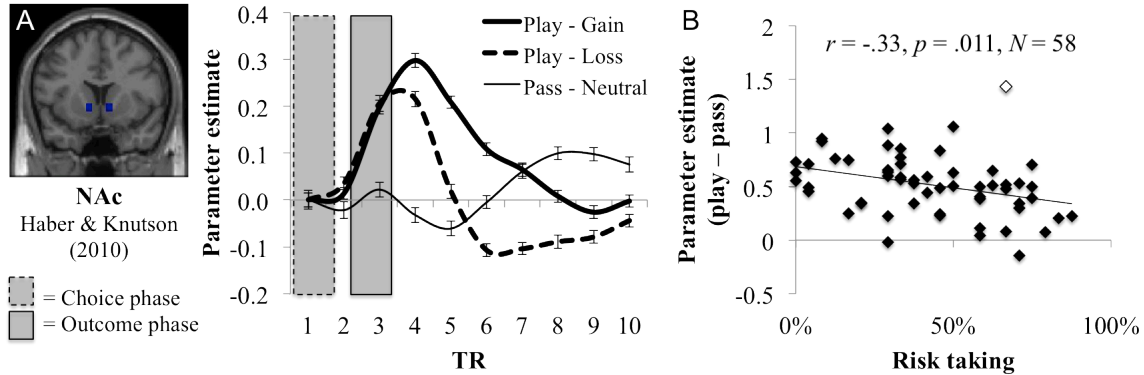 A
NAc
Haber & Knutson
(2010)
= Choice phase
= Outcome phase
Parameter estimate
0.4
0.3
0.2
0.1
0.0
-0.1
-0.2
1 2 3 4 5 6 7 8 9 10
TR
Play - Gain
Play - Loss
Pass - Neutral
B
r = -.33, p = .011, N = 58
Parameter estimate
(play – pass)
2
1.5
1
0.5
0
-0.5
0% 50% 100%
Risk taking